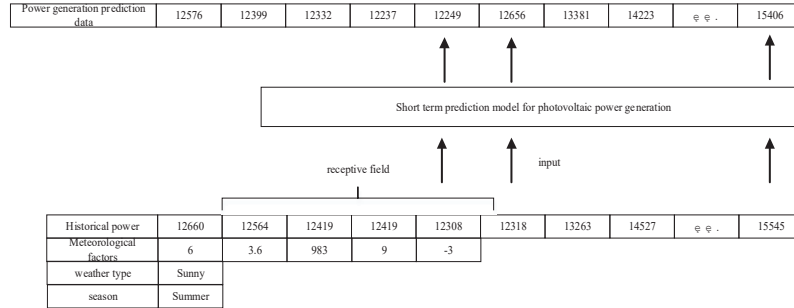 Power generation prediction data 12576 12399 12332 12237 12249 12656 13381 14223 ę ę . 15406
Short term prediction model for photovoltaic power generation
receptive field
input
Historical power 12660 12564 12419 12419 12308 12318 13263 14527 ę ę . 15545
Meteorological factors 6 3.6 983 9 -3
weather type Sunny
season Summer